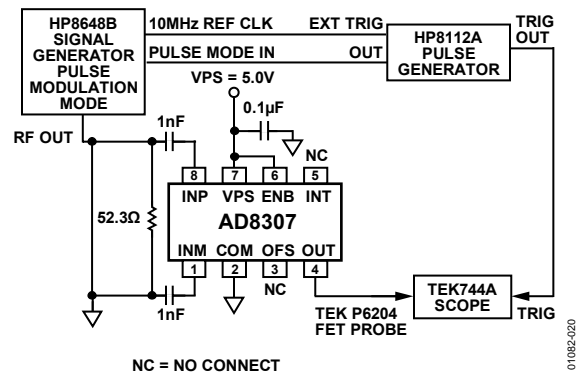 HP8648B
SIGNAL
GENERATOR
PULSE
MODULATION
MODE
10MHz REF CLK
EXT TRIG
PULSE MODE IN
OUT
HP8112A
PULSE
GENERATOR
TRIG
OUT
VPS = 5.0V
0.1µF
1nF
RF OUT
NC
8
7
6
5
INP
VPS
ENB
INT
52.3Ω
AD8307
INM
COM
OFS
OUT
1
2
3
4
NC
1nF
TEK P6204
FET PROBE
TEK744A
SCOPE
TRIG
NC = NO CONNECT
01082-020